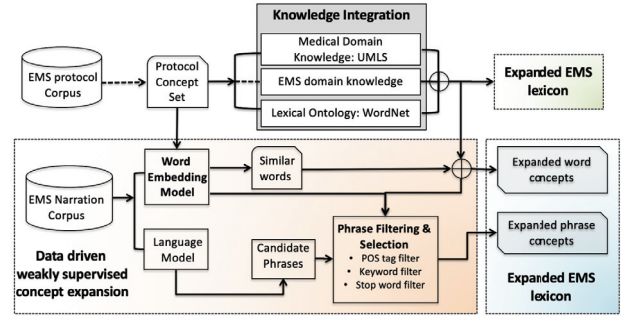 Knowledge Integration
Medical Domain
Knowledge: UMLS
EMS domain knowledge
Lexical Ontology: WordNet
EMS protocol
Corpus
Protocol
Concept
Set
Expanded EMS
lexicon
Word
Embedding
Model
Similar
words
Expanded word
concepts
EMS Narration
Corpus
Language
Model
Candidate
Phrases
Phrase Filtering &
Selection
• POS tag filter
• Keyword filter
• Stop word filter
Expanded phrase
concepts
Data driven
weakly supervised
concept expansion
Expanded EMS
lexicon